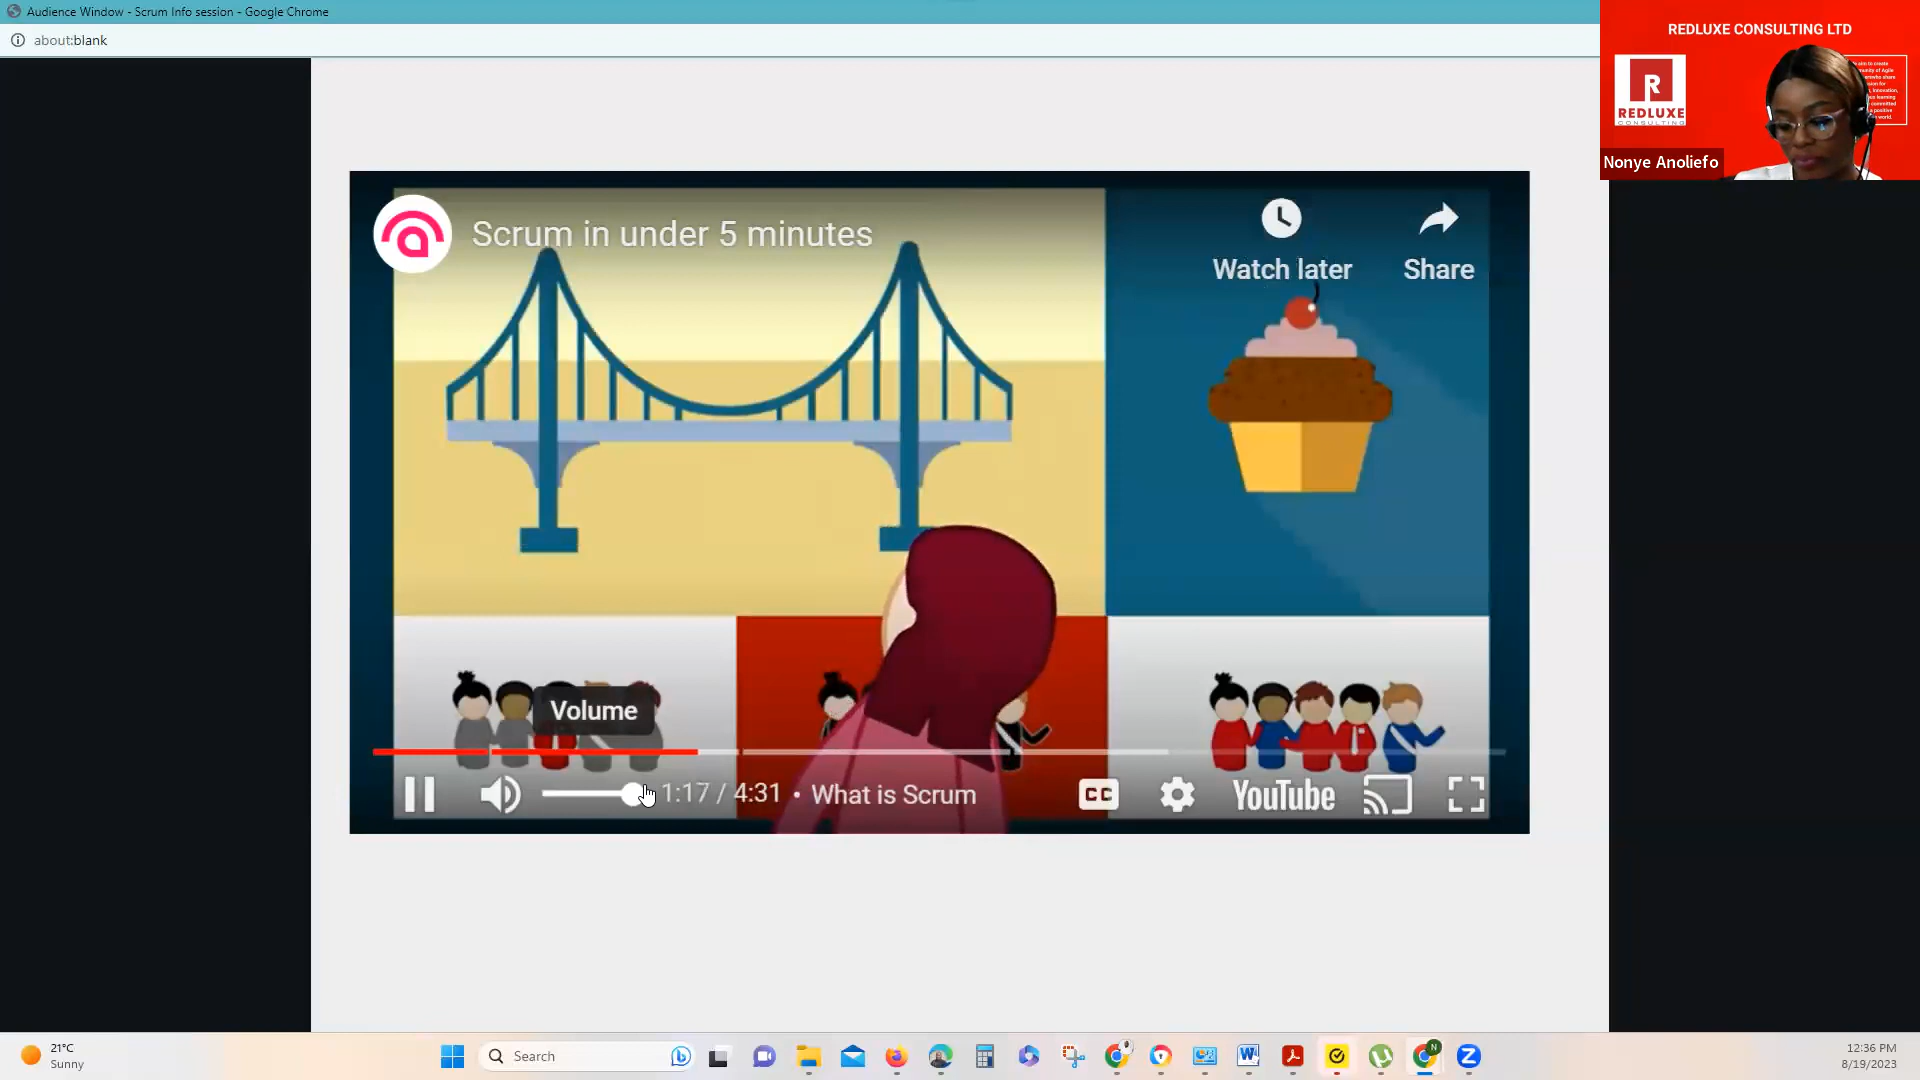 Audience Window - Scrum Info session - Google Chrome
about:blank
REDLUXE CONSULTING LTD
R
REDLUXE
CONSULTING
Nonye Anoliefo
Scrum in under 5 minutes
Watch later
Share
Volume
1:17 / 4:31 • What is Scrum
CC
YouTube
21°C
Sunny
Search
12:36 PM
8/19/2023